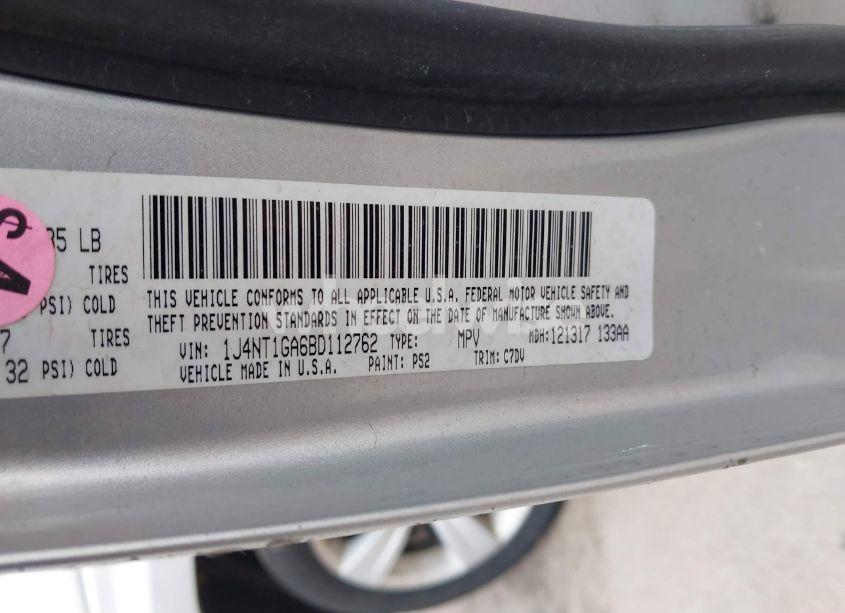 35 LB
TIRES
PSI) COLD
7 TIRES
32 PSI) COLD
THIS VEHICLE CONFORMS TO ALL APPLICABLE U.S.A. FEDERAL MOTOR VEHICLE SAFETY AND
THEFT PREVENTION STANDARDS IN EFFECT ON THE DATE OF MANUFACTURE SHOWN ABOVE.
VIN: 1J4NT1GA6BD112762 TYPE: MPV MDH:121317 133AA
VEHICLE MADE IN U.S.A. PAINT: PS2 TRIM: C7DV